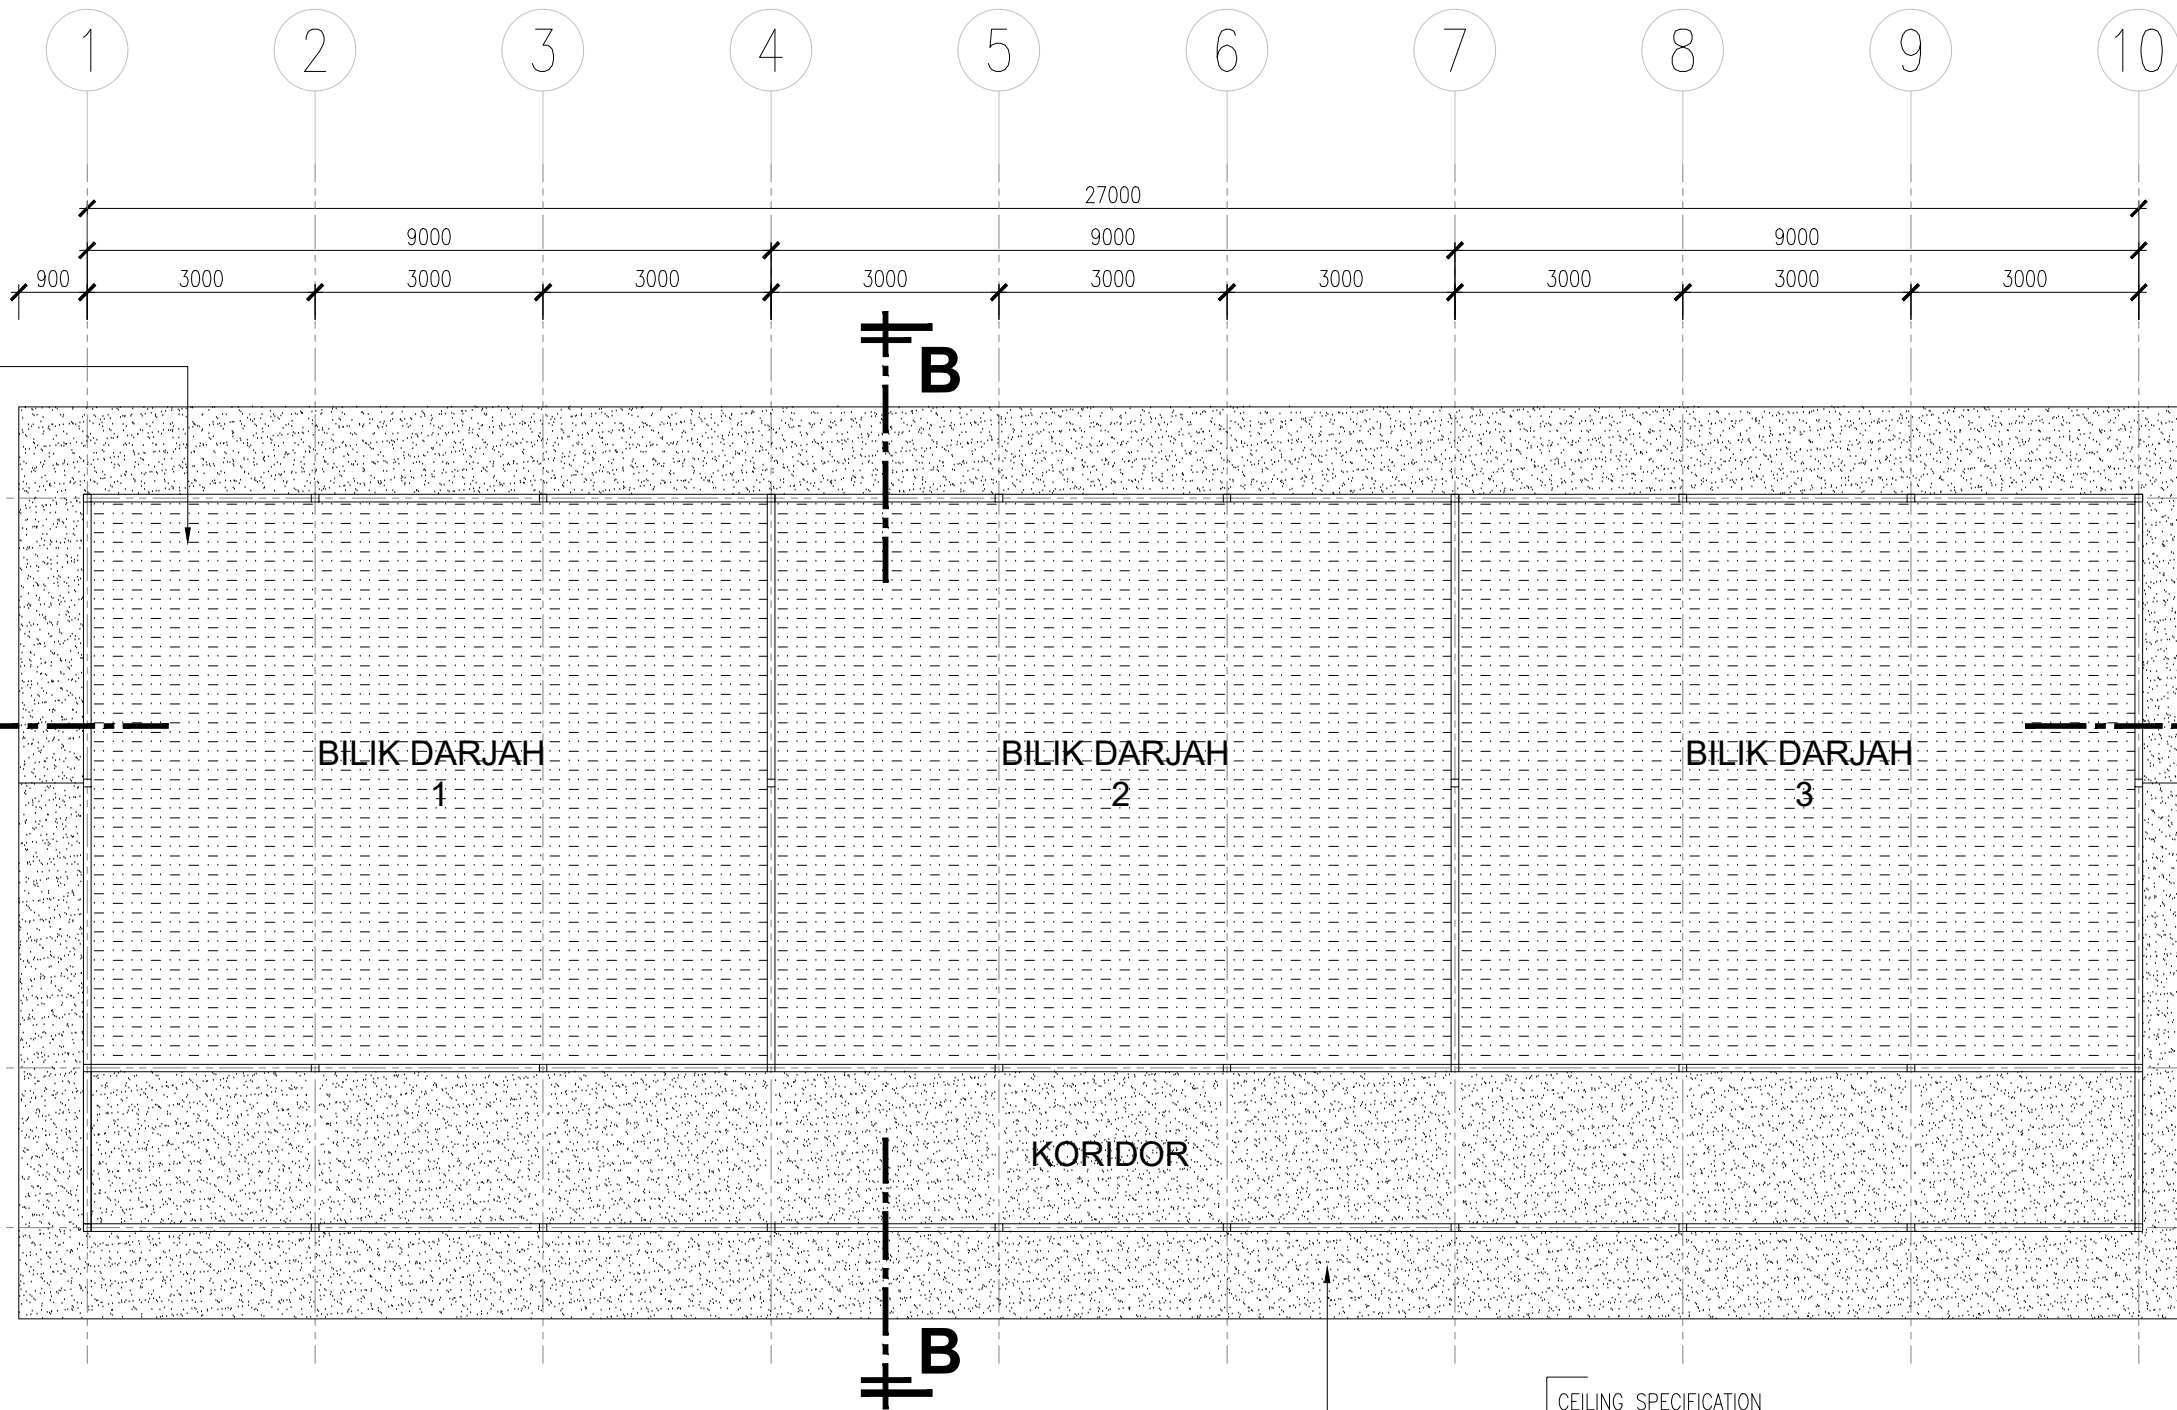 1 2 3 4 5 6 7 8 9 10
27000
9000 9000 9000
900 3000 3000 3000 3000 3000 3000 3000 3000 3000
B
BILIK DARJAH
1
BILIK DARJAH
2
BILIK DARJAH
3
KORIDOR
B
CEILING SPECIFICATION